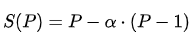 S(P) = P − α · (P − 1)